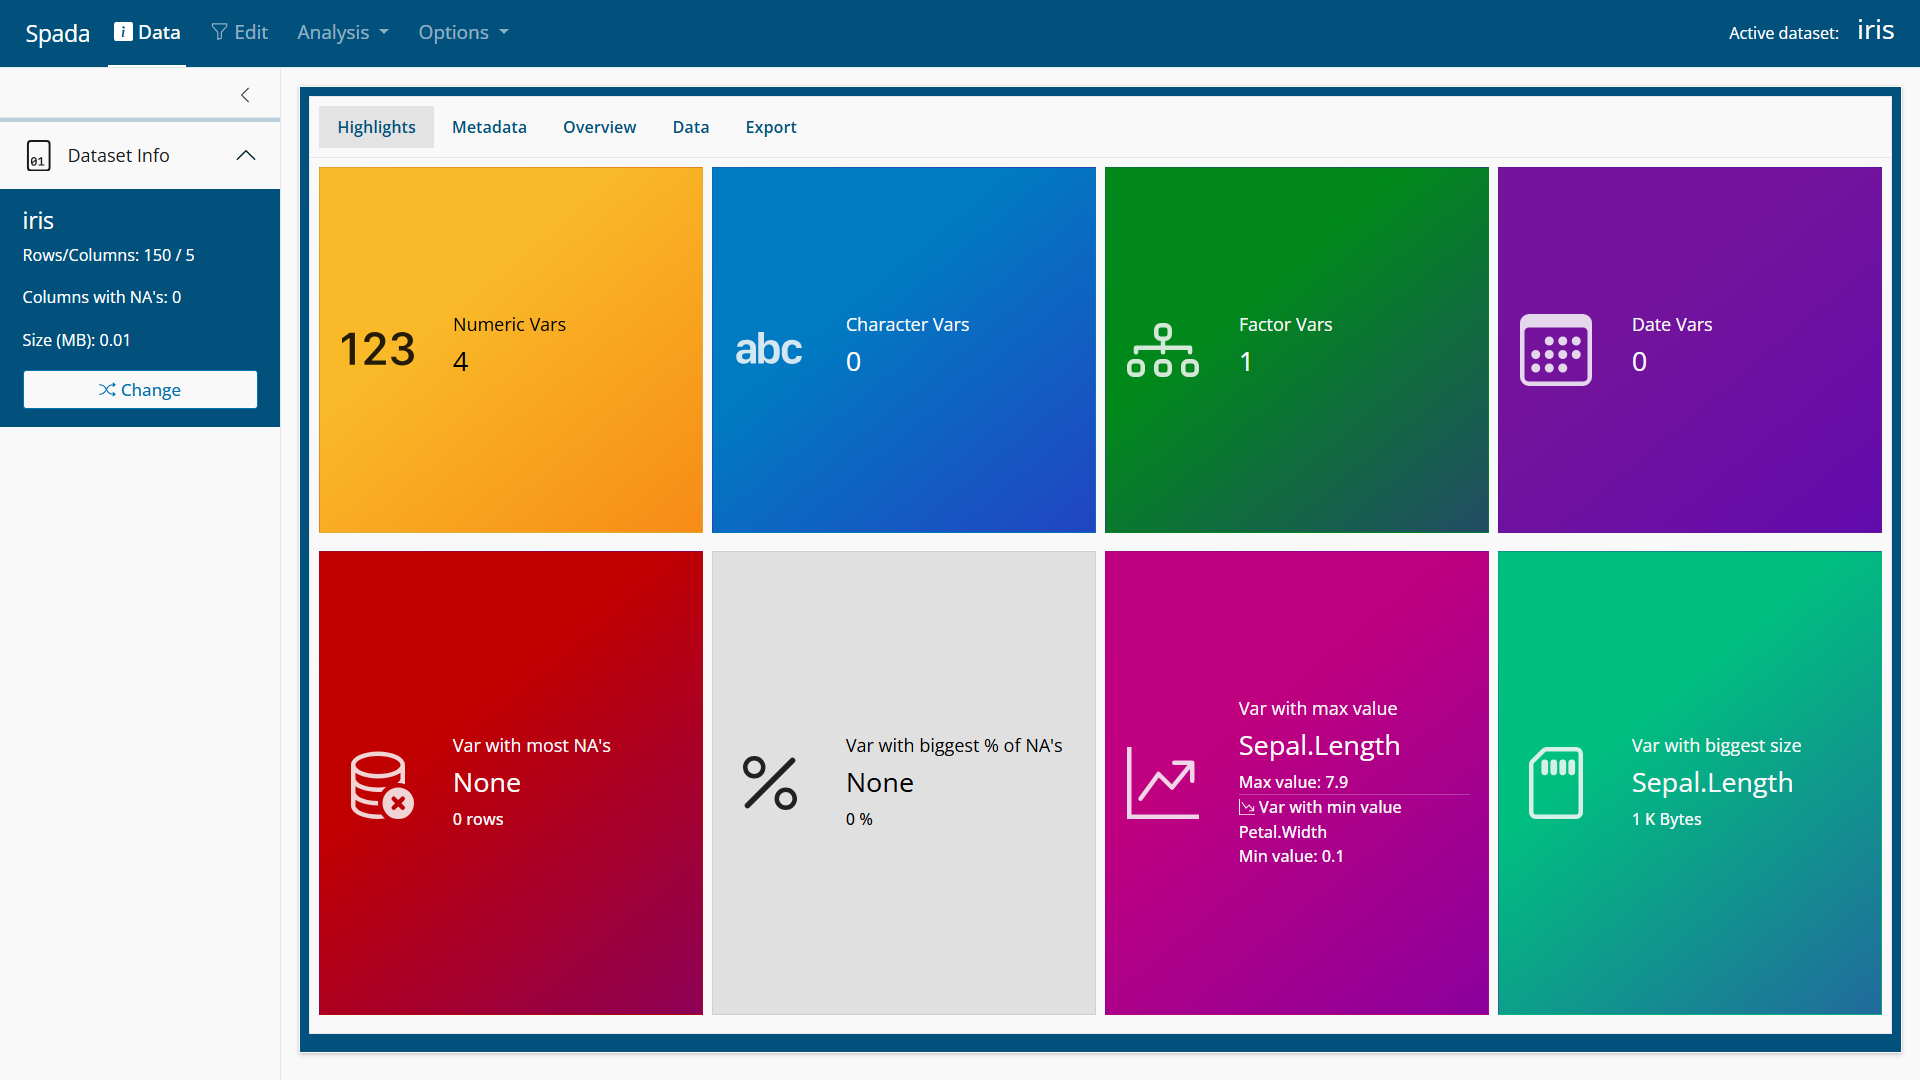 Spada
Data
Edit
Analysis
Options
Active dataset: iris
01
Dataset Info
iris
Rows/Columns: 150 / 5
Columns with NA's: 0
Size (MB): 0.01
Change
Highlights
Metadata
Overview
Data
Export
123
Numeric Vars
4
abc
Character Vars
0
Factor Vars
1
Date Vars
0
Var with most NA's
None
0 rows
%
Var with biggest % of NA's
None
0 %
Var with max value
Sepal.Length
Max value: 7.9
Var with min value
Petal.Width
Min value: 0.1
Var with biggest size
Sepal.Length
1 K Bytes